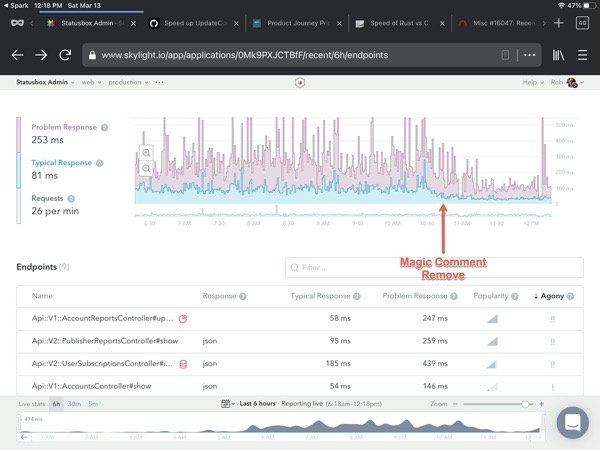 Spark 12:18 PM Sat Mar 13 47%
Statusbox Admin - S Speed up UpdateCo Product Journey Pr Speed of Rust vs C Misc #16047: Recon 40
www.skylight.io/app/applications/0Mk9PXJCTBfF/recent/6h/endpoints
Statusbox Admin web production ••• Help Rob
Problem Response ?
253 ms
Typical Response ?
81 ms
Requests ?
26 per min
500 ms
400 ms
300 ms
200 ms
100 ms
0 ms
6:30 7 AM 7:30 8 AM 8:30 9 AM 9:30 10 AM 10:30 11 AM 11:30 12 PM
Magic Comment
Remove
Endpoints (9) Filter...
Name Response ? Typical Response ? Problem Response ? Popularity ? Agony ?
Api::V1::AccountReportsController#up... 58 ms 247 ms !!
Api::V2::PublisherReportsController#show json 95 ms 259 ms !!
Api::V2::UserSubscriptionsController#i... json 185 ms 439 ms !!
Api::V1::AccountsController#show json 54 ms 146 ms !
Live stats: 6h 30m 5m Last 6 hours · Reporting live (6:18am-12:18pm) Zoom − +
474 ms
1 AM 2 AM 3 AM 4 AM 5 AM 6 AM 7 AM 8 AM 9 AM 10 AM 11 AM